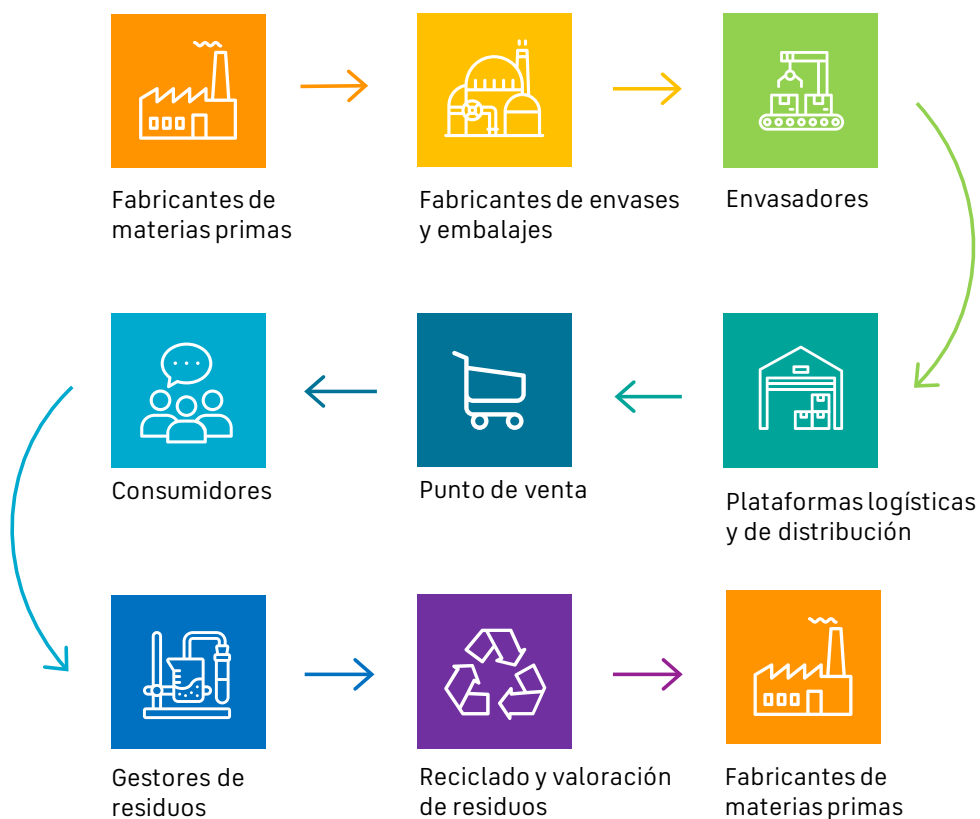 Fabricantes de
materias primas
Fabricantes de envases
y embalajes
Envasadores
Consumidores
Punto de venta
Plataformas logísticas
y de distribución
Gestores de
residuos
Reciclado y valoración
de residuos
Fabricantes de
materias primas